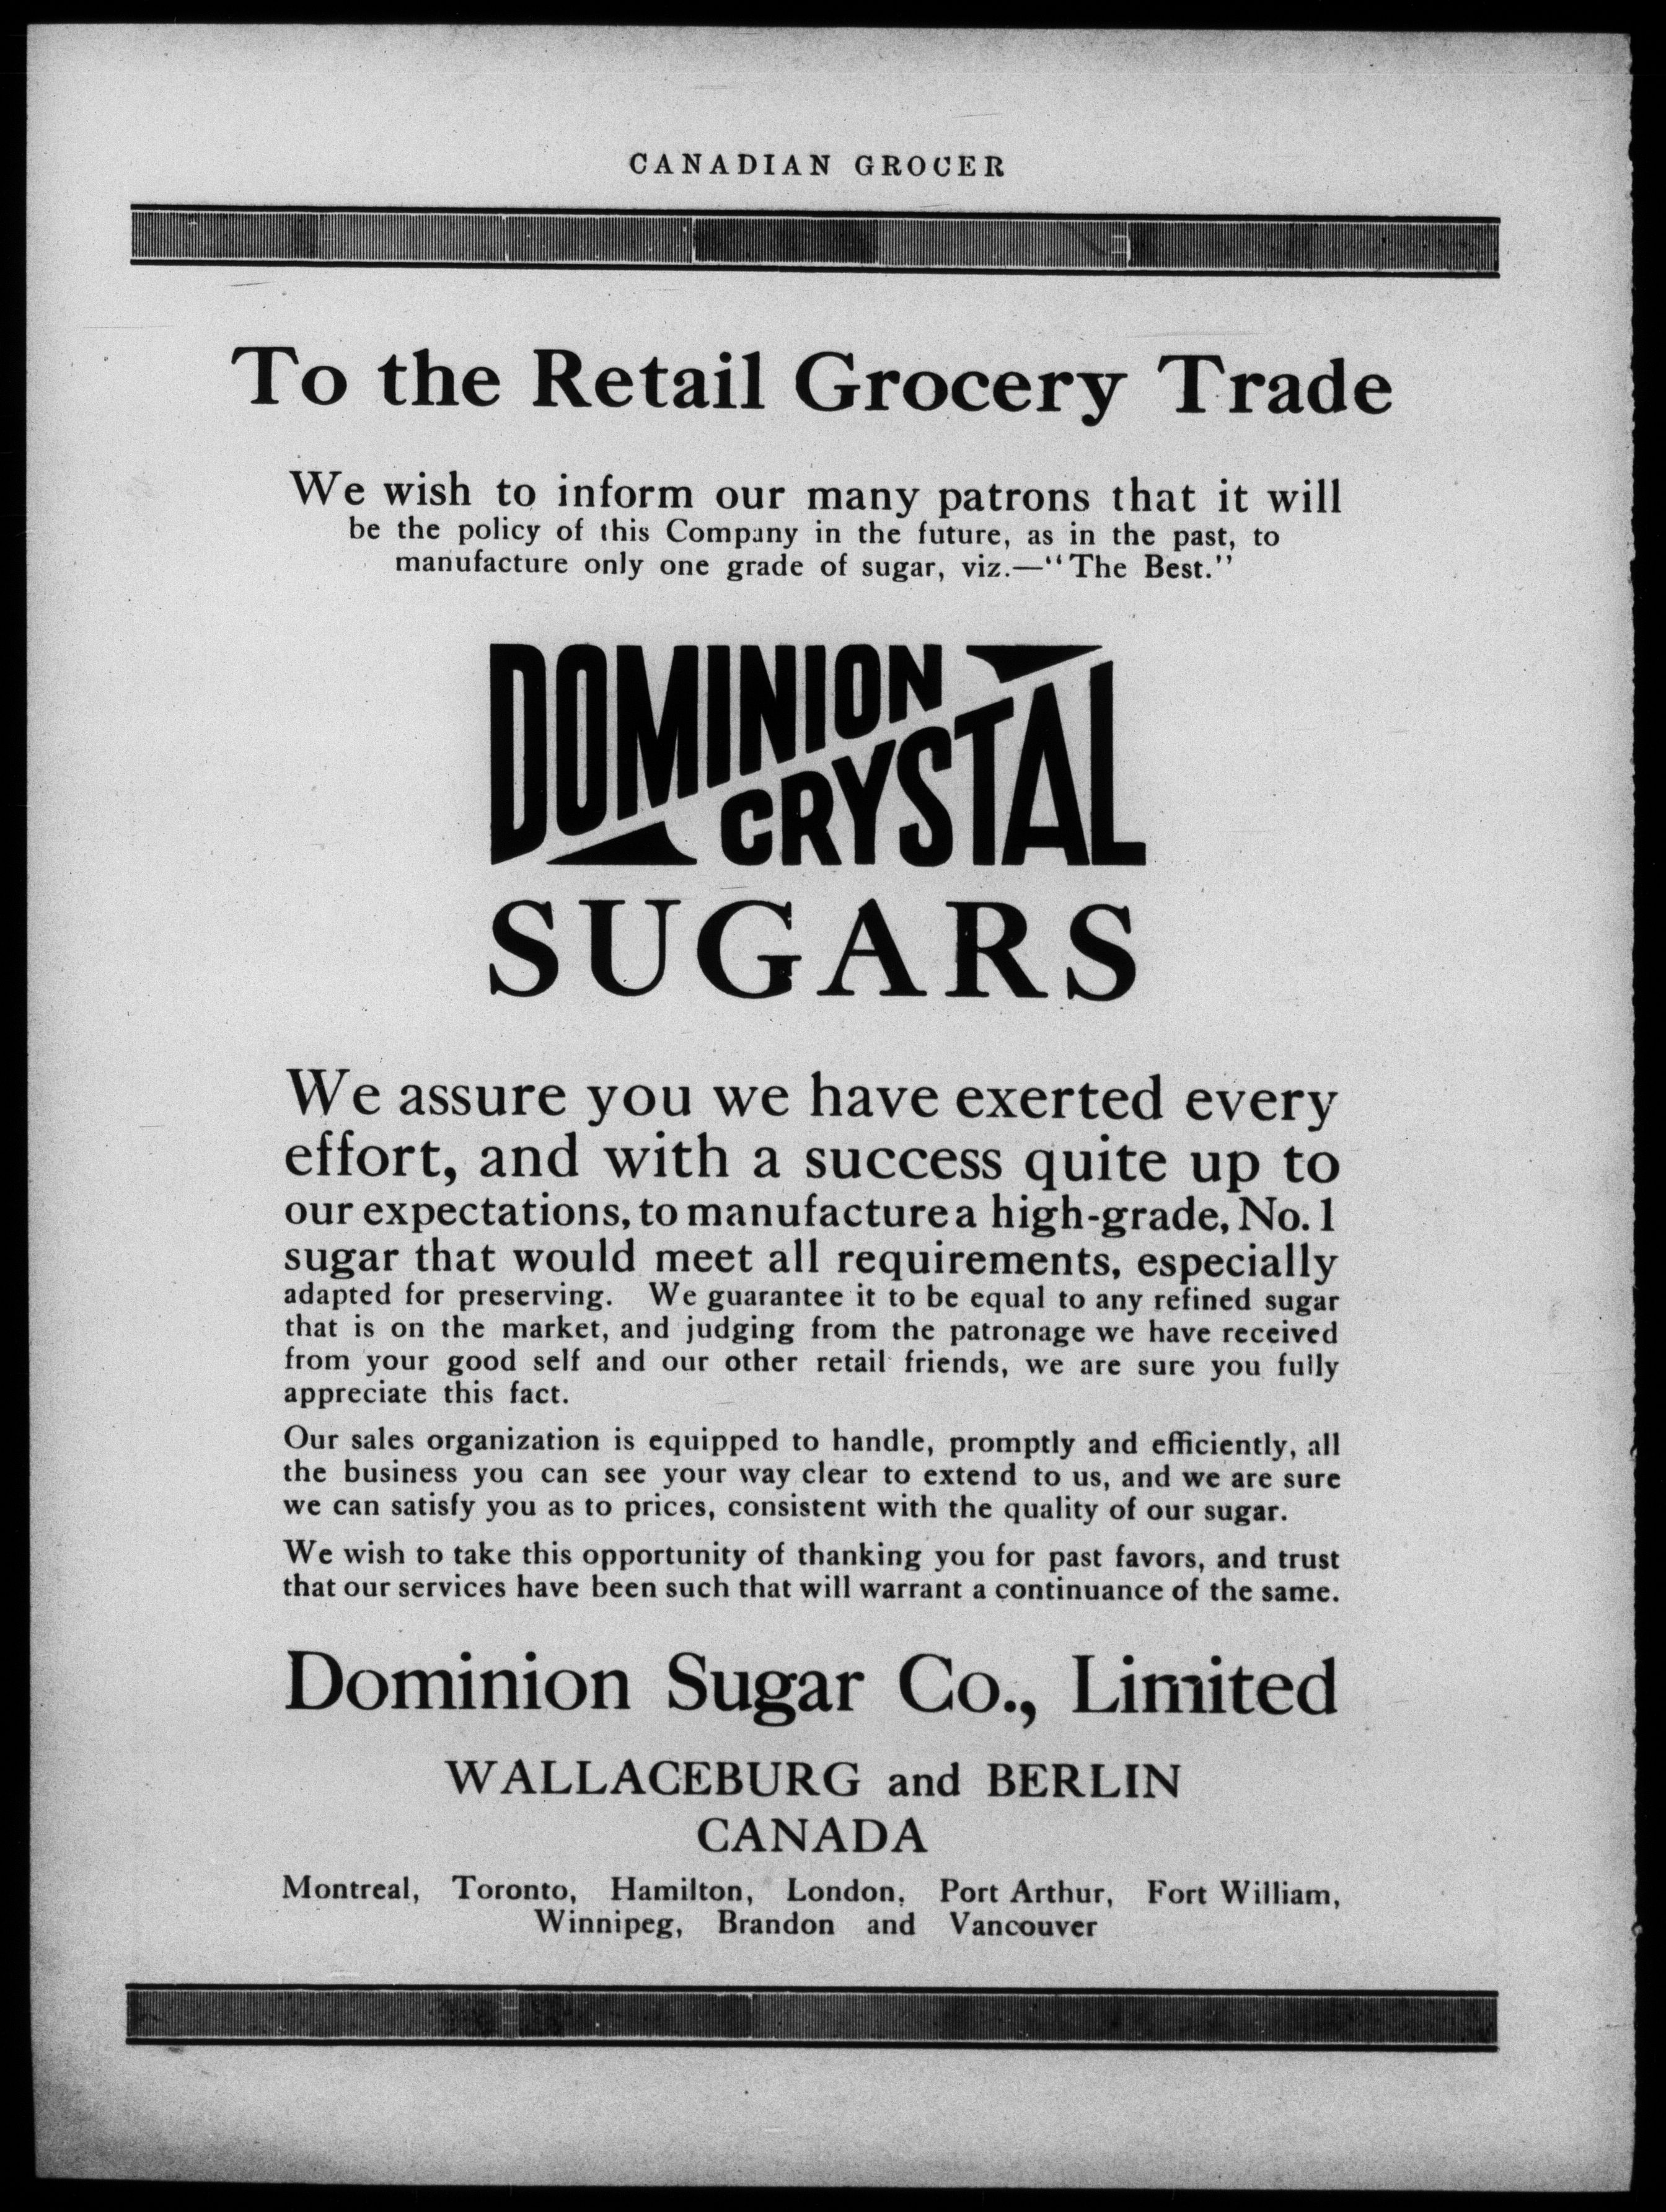 CANADIAN GROCER
To the Retail Grocery Trade
We wish to inform our many patrons that it will
be the policy of this Company in the future, as in the past, to
manufacture only one grade of sugar, viz.—"The Best."
DOMINION
CRYSTAL
SUGARS
We assure you we have exerted every
effort, and with a success quite up to
our expectations, to manufacture a high-grade, No. 1
sugar that would meet all requirements, especially
adapted for preserving. We guarantee it to be equal to any refined sugar
that is on the market, and judging from the patronage we have received
from your good self and our other retail friends, we are sure you fully
appreciate this fact.
Our sales organization is equipped to handle, promptly and efficiently, all
the business you can see your way clear to extend to us, and we are sure
we can satisfy you as to prices, consistent with the quality of our sugar.
We wish to take this opportunity of thanking you for past favors, and trust
that our services have been such that will warrant a continuance of the same.
Dominion Sugar Co., Limited
WALLACEBURG and BERLIN
CANADA
Montreal, Toronto, Hamilton, London, Port Arthur, Fort William,
Winnipeg, Brandon and Vancouver